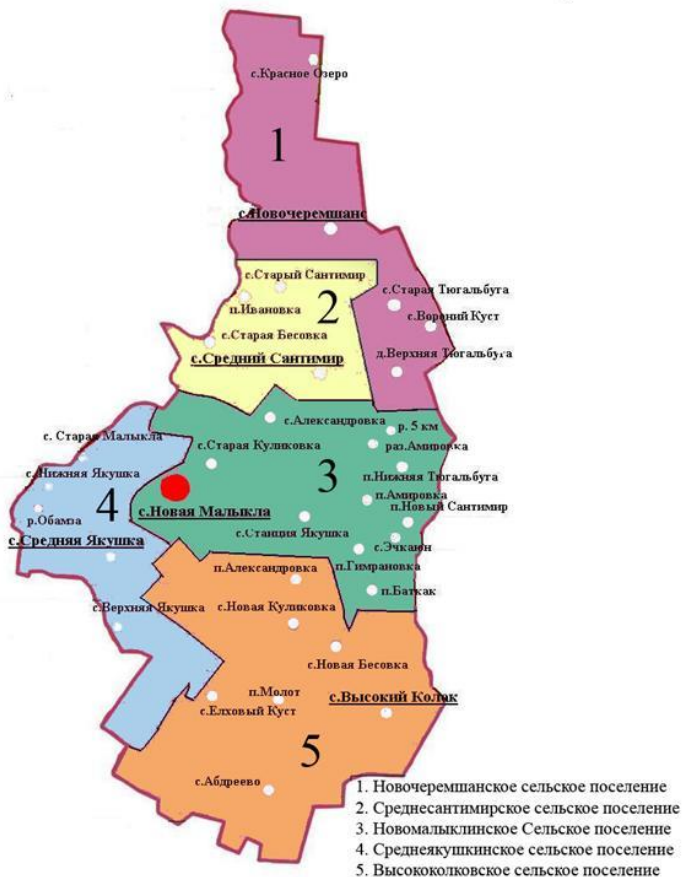 с.Красное Озеро
1
с.Новочеремшанс
с.Старый Сантимир
п.Ивановка
2
с.Старая Тюгальбуга
с.Вороний Куст
с.Старая Бесовка
с.Средний Сантимир
д.Верхняя Тюгальбуга
с.Александровка
р. 5 км
с. Старая Малыкла
с.Старая Куликовка
раз.Амировка
с.Нижняя Якушка
3
п.Нижняя Тюгальбуга
4
п.Амировка
р.Обамза
с.Новая Малыкла
п.Новый Сантимир
с.Станция Якушка
с.Средняя Якушка
с.Эчкаюн
п.Александровка
п.Гимрановка
п.Баткак
с.Верхняя Якушка
с.Новая Куликовка
с.Новая Бесовка
п.Молот
с.Высокий Колак
с.Елховый Куст
5
с.Абдреево
1. Новочеремшанское сельское поселение
2. Среднесантимирское сельское поселение
3. Новомалыклинское Сельское поселение
4. Среднеякушкинское сельское поселение
5. Высококолковское сельское поселение